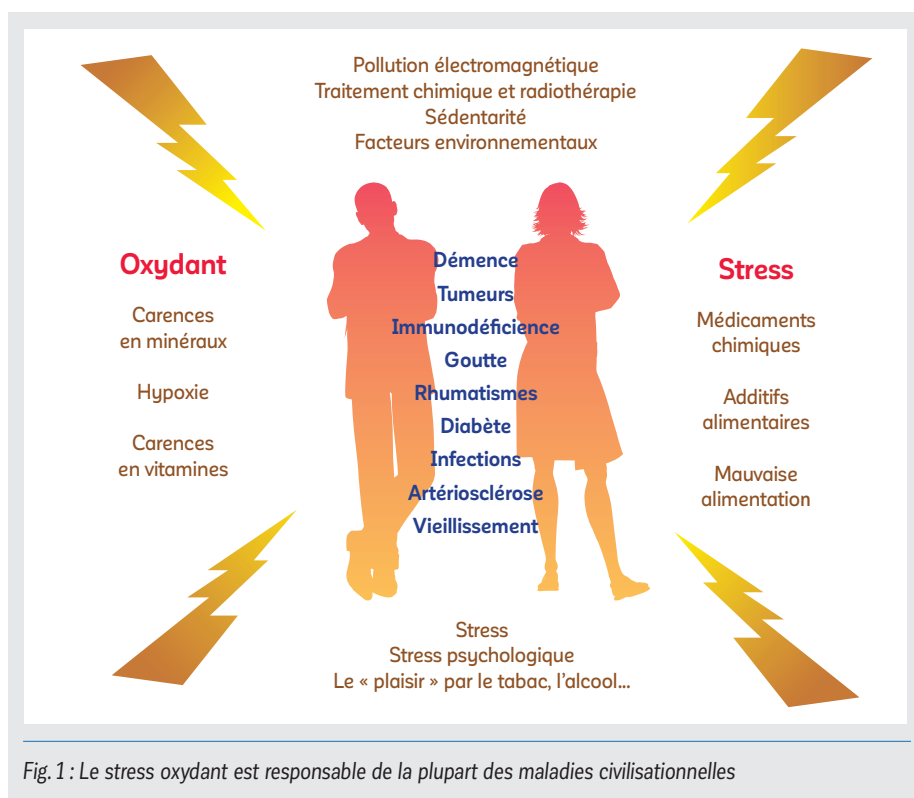 Pollution électromagnétique
Traitement chimique et radiothérapie
Sédentarité
Facteurs environnementaux
Oxydant
Carences
en minéraux
Hypoxie
Carences
en vitamines
Démence
Tumeurs
Immunodéficience
Goutte
Rhumatismes
Diabète
Infections
Artériosclérose
Vieillissement
Stress
Médicaments
chimiques
Additifs
alimentaires
Mauvaise
alimentation
Stress
Stress psychologique
Le « plaisir » par le tabac, l’alcool...
Fig. 1 : Le stress oxydant est responsable de la plupart des maladies civilisationnelles